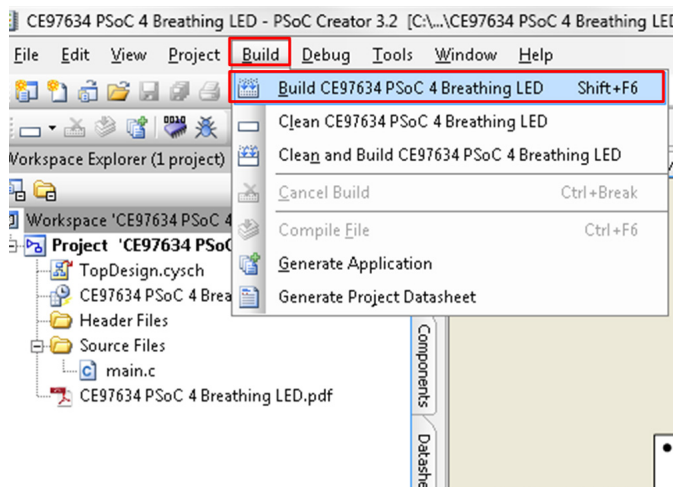 CE97634 PSoC 4 Breathing LED - PSoC Creator 3.2 [C:\...\CE97634 PSoC 4 Breathing LED
File Edit View Project Build Debug Tools Window Help
Build CE97634 PSoC 4 Breathing LED Shift+F6
Clean CE97634 PSoC 4 Breathing LED
Clean and Build CE97634 PSoC 4 Breathing LED
Cancel Build Ctrl+Break
Compile File Ctrl+F6
Generate Application
Generate Project Datasheet
Workspace Explorer (1 project)
Workspace 'CE97634 PSoC 4
Project 'CE97634 PSoC
TopDesign.cysch
CE97634 PSoC 4 Brea
Header Files
Source Files
main.c
CE97634 PSoC 4 Breathing LED.pdf
Components
Datashe